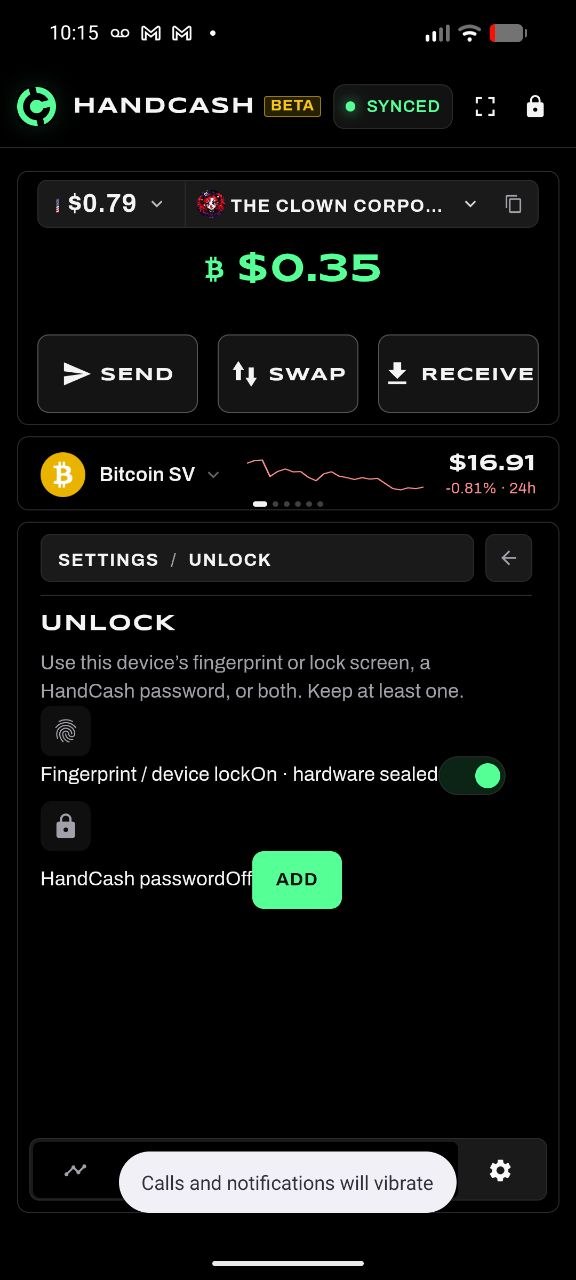 10:15
HANDCASH BETA SYNCED
$0.79 THE CLOWN CORPO...
₿ $0.35
SEND SWAP RECEIVE
Bitcoin SV $16.91
-0.81% · 24h
SETTINGS / UNLOCK
UNLOCK
Use this device’s fingerprint or lock screen, a
HandCash password, or both. Keep at least one.
Fingerprint / device lockOn · hardware sealed
HandCash passwordOff ADD
Calls and notifications will vibrate